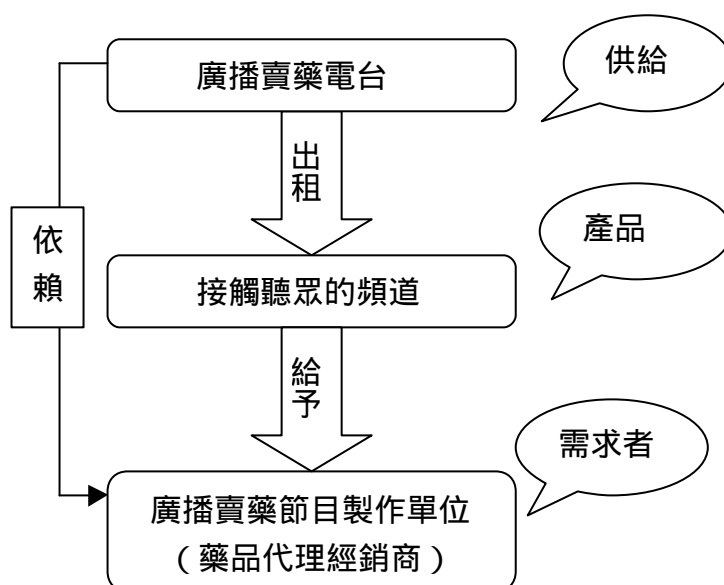 廣播賣藥電台
供給
出租
依賴
接觸聽眾的頻道
產品
給予
需求者
廣播賣藥節目製作單位
（藥品代理經銷商）